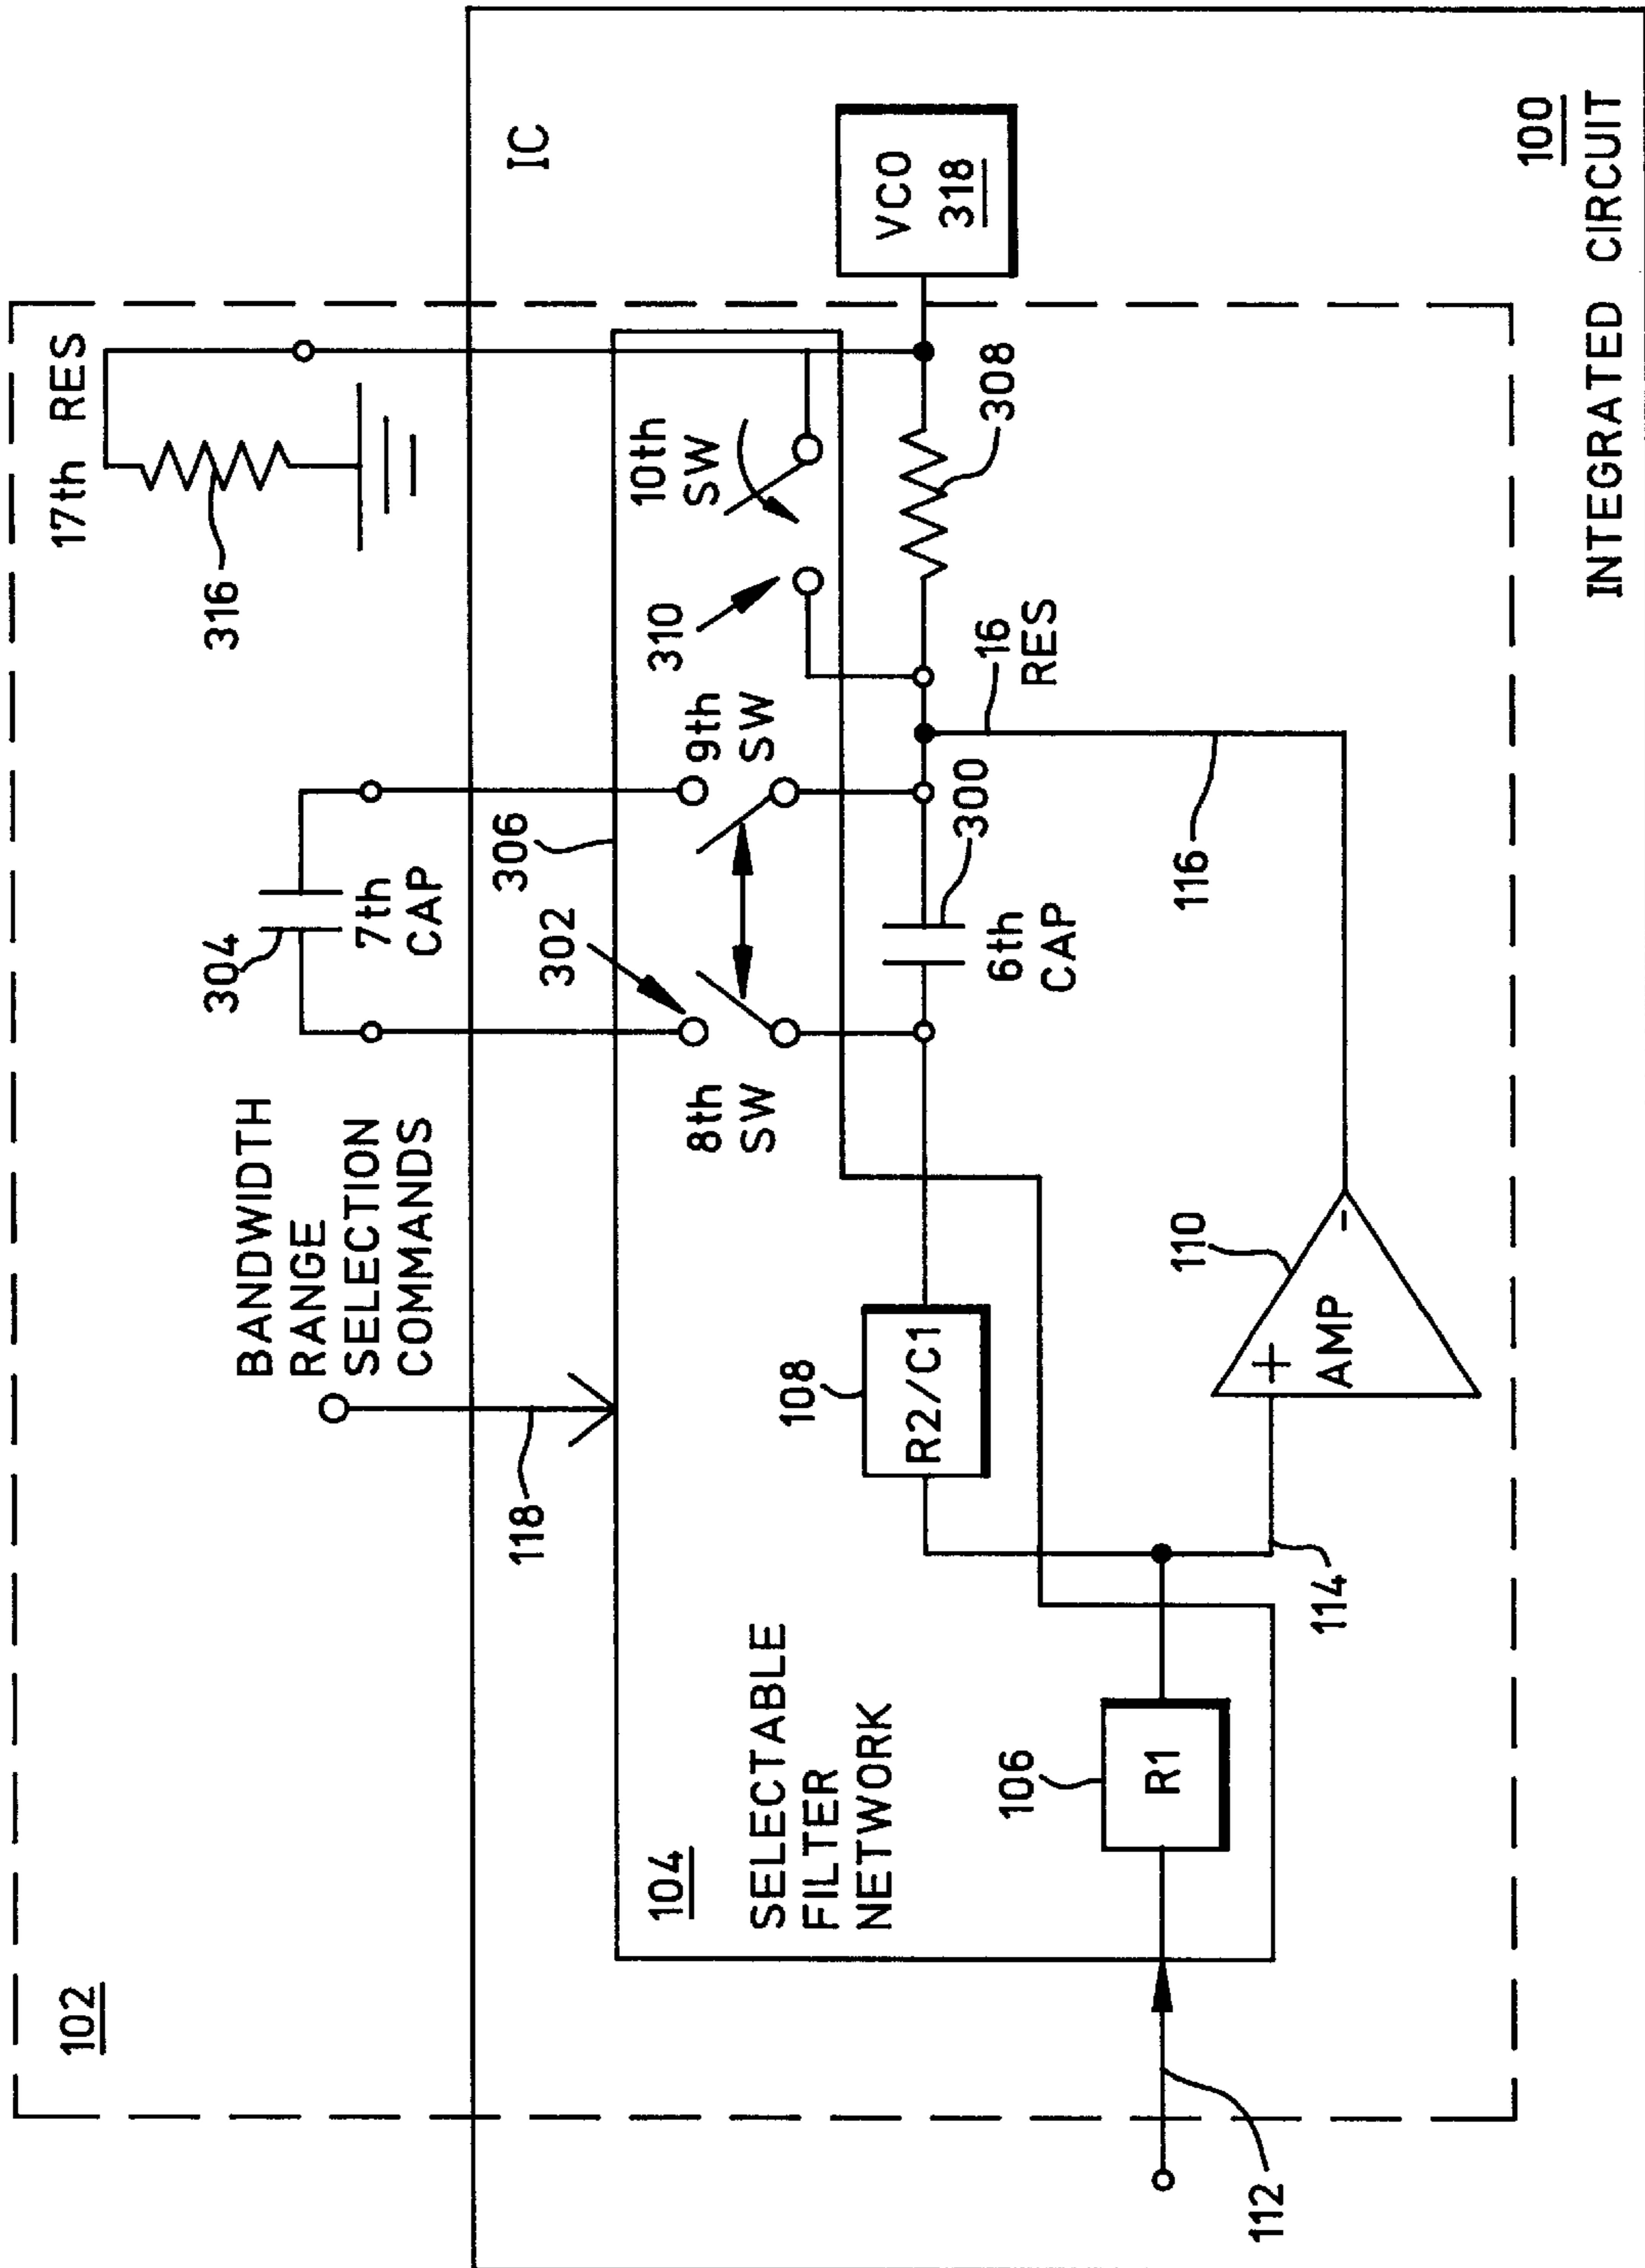 102
17th RES
316
304
7th
CAP
BANDWIDTH
RANGE
SELECTION
COMMANDS
118
306
302
IC
104
SELECTABLE
FILTER
NETWORK
8th
SW
9th
SW
10th
SW
310
VCO
318
108
R2/C1
6th
CAP
300
308
16
RES
106
R1
114
AMP
+
-
110
116
112
100
INTEGRATED CIRCUIT